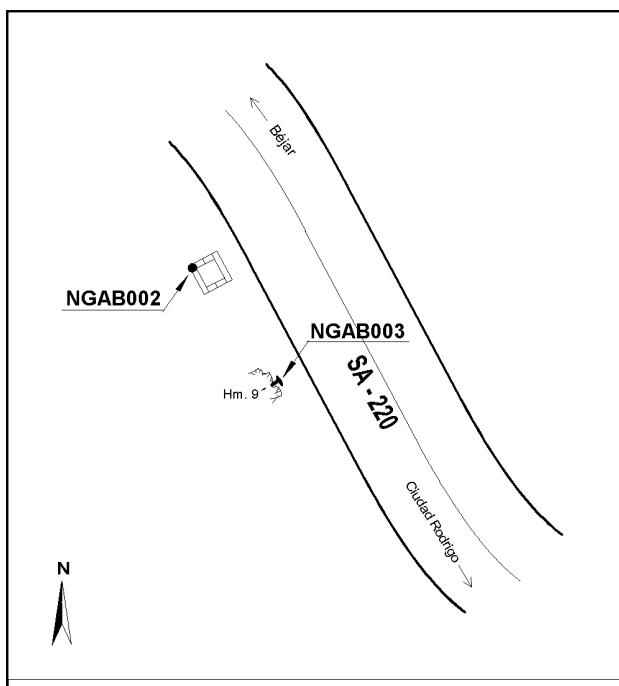 Béjar
NGAB002
NGAB003
Hm. 9
SA - 220
Ciudad Rodrigo
N